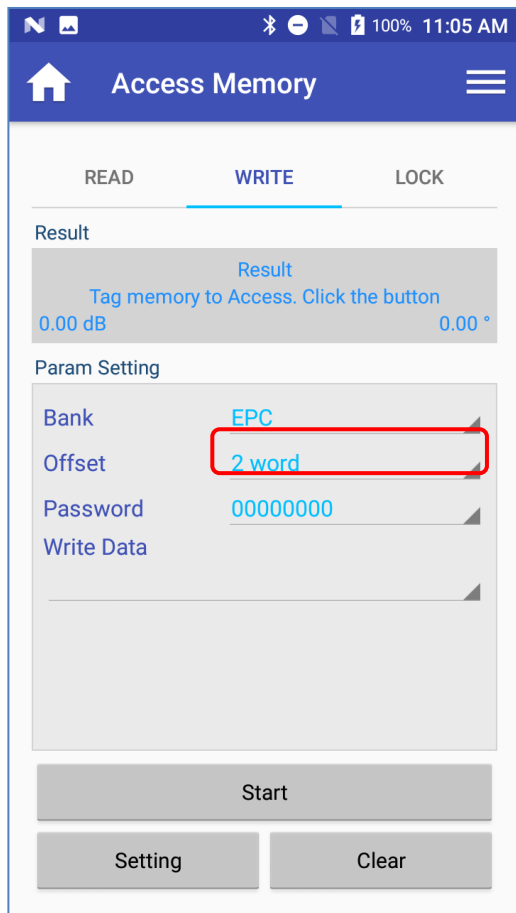 100% 11:05 AM
Access Memory
READ WRITE LOCK
Result
Result
Tag memory to Access. Click the button
0.00 dB 0.00 °
Param Setting
Bank EPC
Offset 2 word
Password 00000000
Write Data
Start
Setting Clear